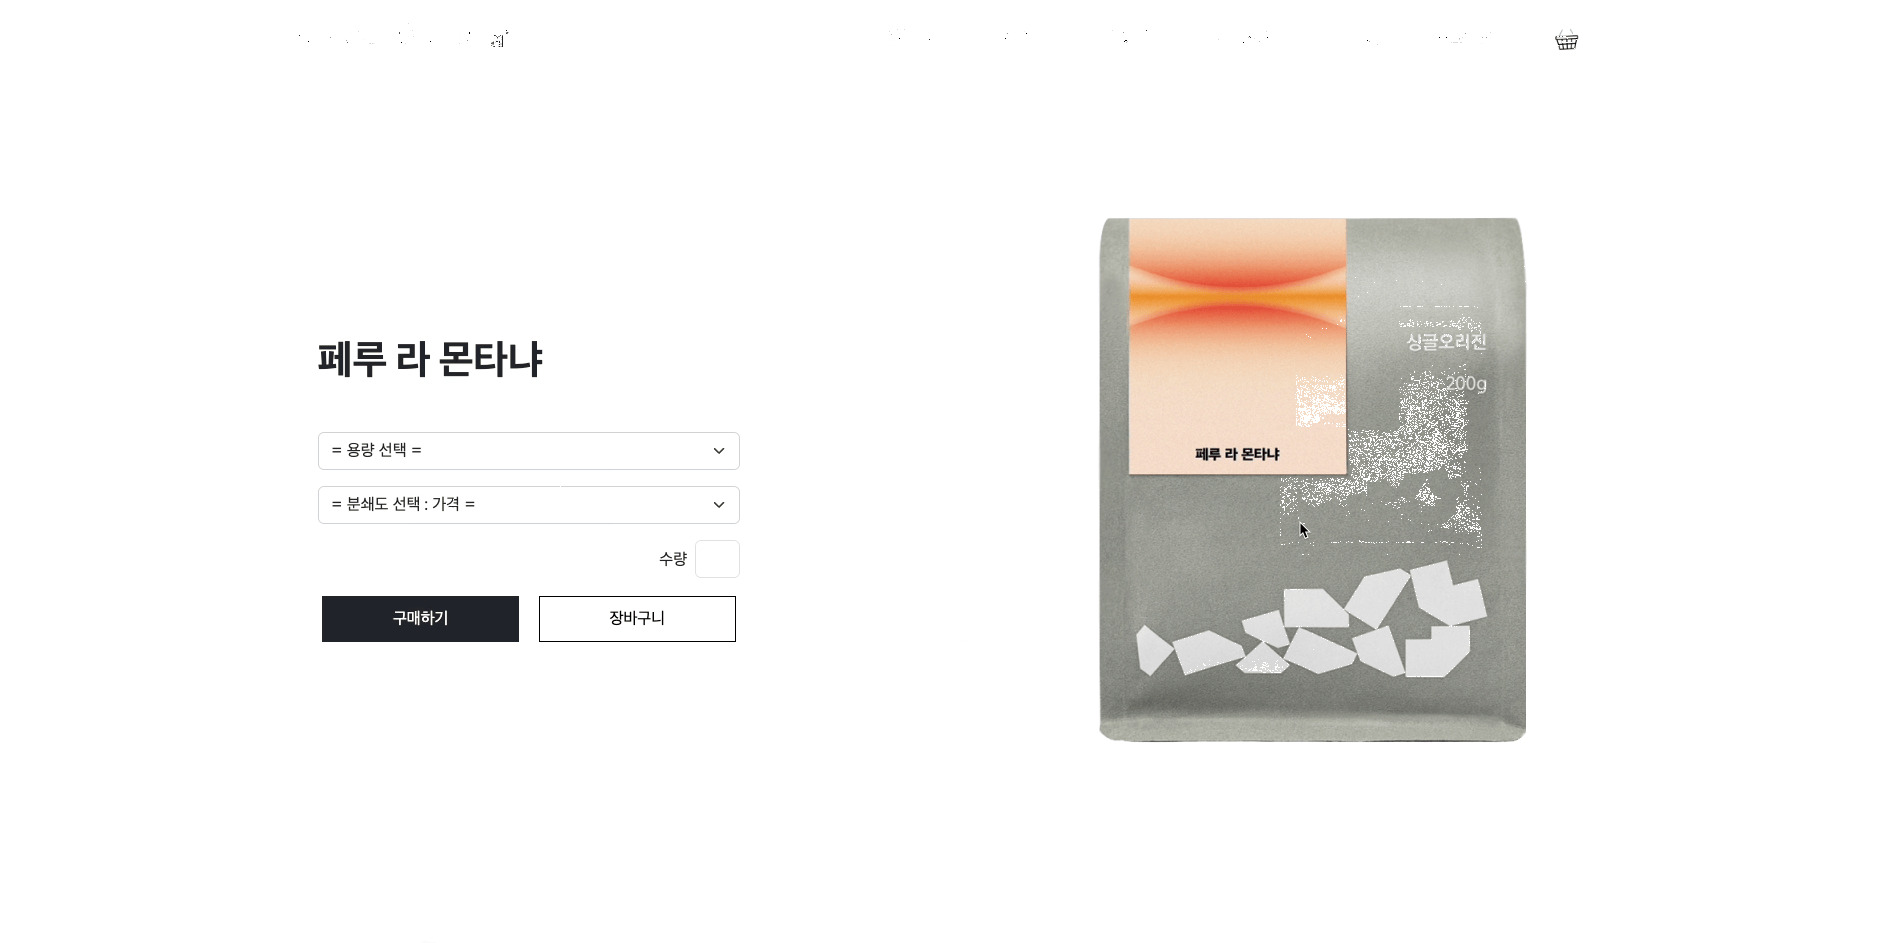 페루 라 몬타냐
= 용량 선택 =
= 분쇄도 선택 : 가격 =
수량
구매하기
장바구니
싱글오리진
200g
페루 라 몬타냐